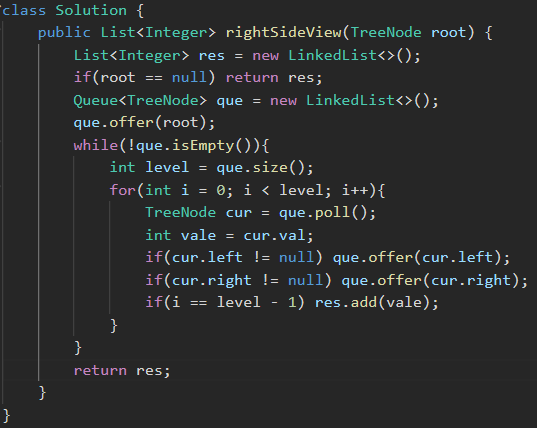 class Solution {
    public List<Integer> rightSideView(TreeNode root) {
        List<Integer> res = new LinkedList<>();
        if(root == null) return res;
        Queue<TreeNode> que = new LinkedList<>();
        que.offer(root);
        while(!que.isEmpty()){
            int level = que.size();
            for(int i = 0; i < level; i++){
                TreeNode cur = que.poll();
                int vale = cur.val;
                if(cur.left != null) que.offer(cur.left);
                if(cur.right != null) que.offer(cur.right);
                if(i == level - 1) res.add(vale);
            }
        }
        return res;
    }
}